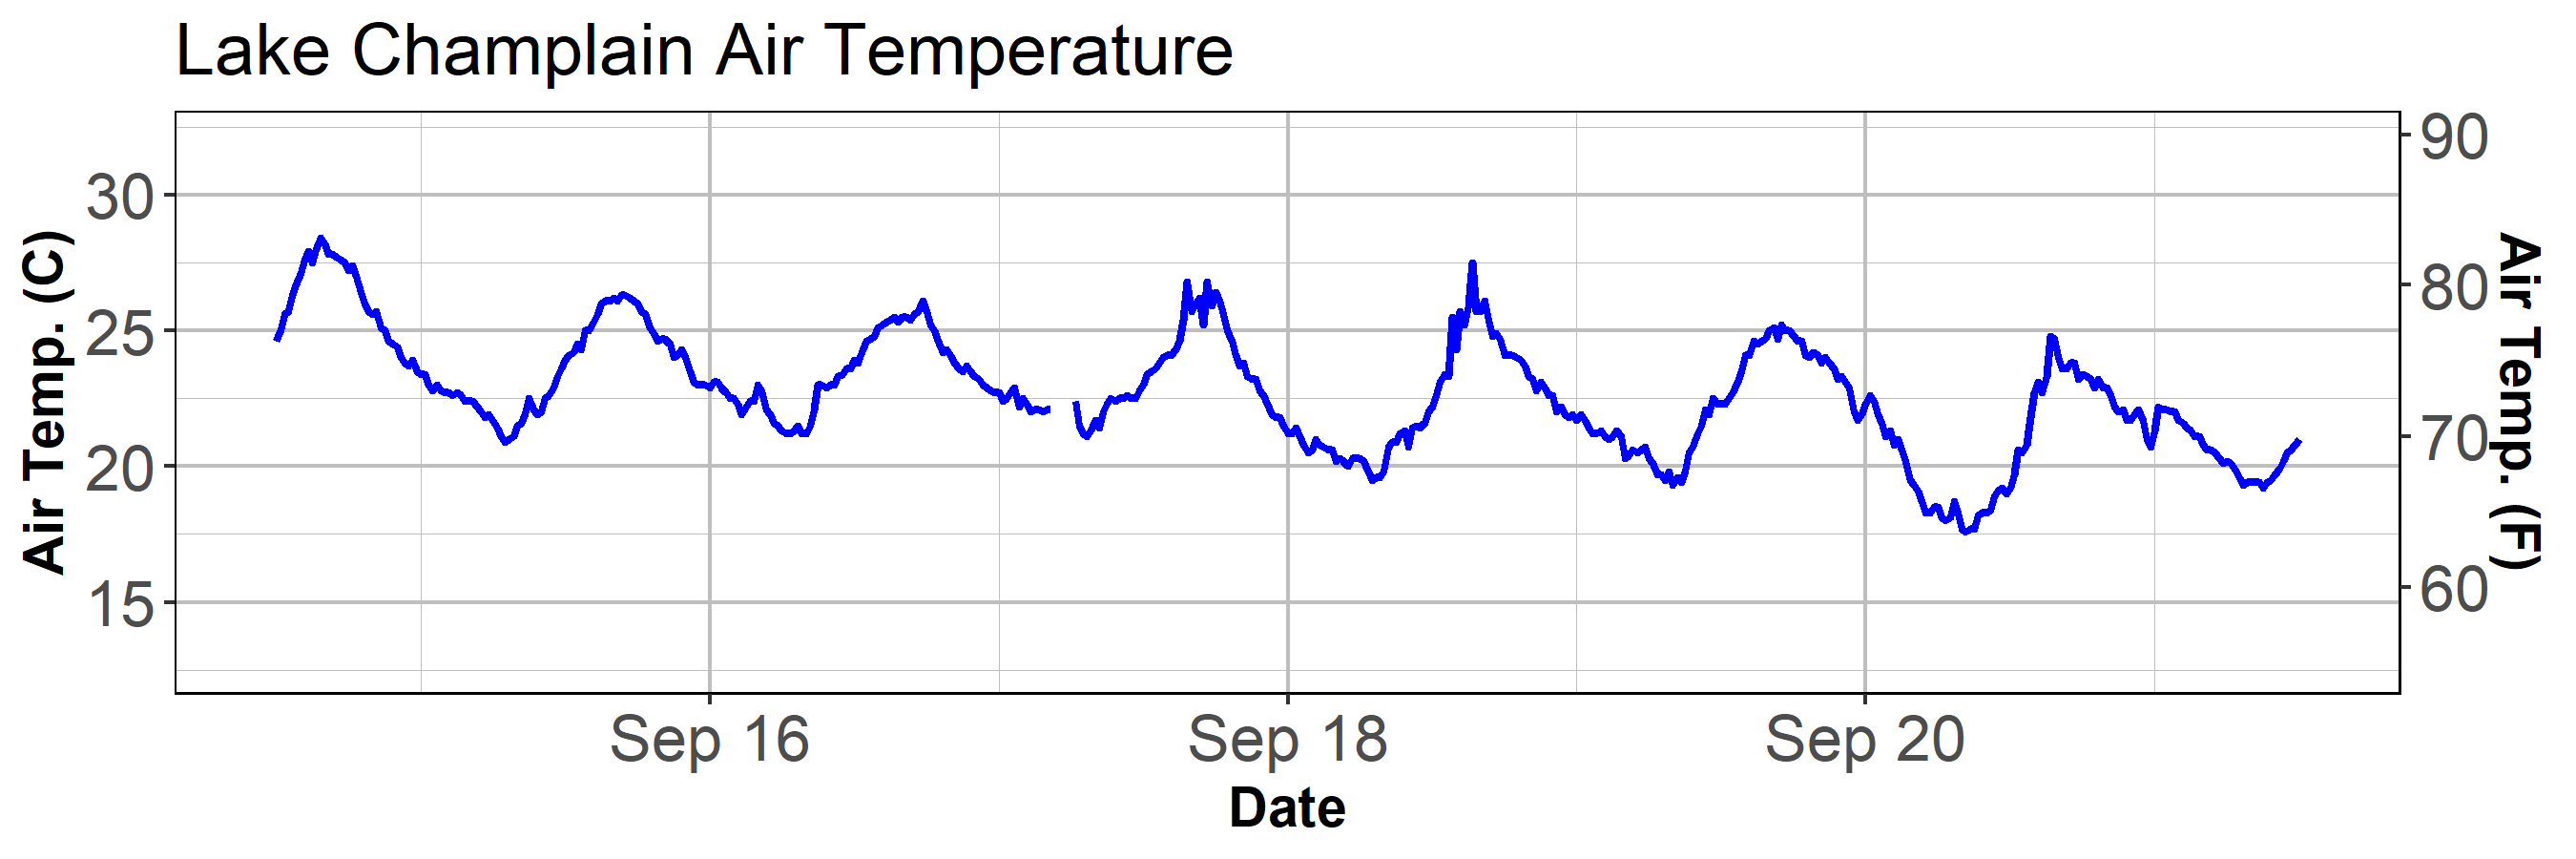 Lake Champlain Air Temperature
Air Temp. (C)
30
25
20
15
90
80
70
60
Air Temp. (F)
Sep 16
Sep 18
Sep 20
Date